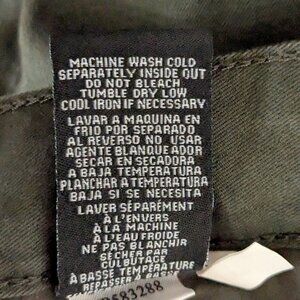 MACHINE WASH COLD
SEPARATELY INSIDE OUT
DO NOT BLEACH
TUMBLE DRY LOW
COOL IRON IF NECESSARY
LAVAR A MAQUINA EN
FRIO POR SEPARADO
AL REVERSO NO USAR
AGENTE BLANQUEADOR
SECAR EN SECADORA
A BAJA TEMPERATURA
PLANCHAR A TEMPERATURA
BAJA SI SE NECESITA
LAVER SÉPARÉMENT
À L'ENVERS
À LA MACHINE
À L'EAU FROIDE
NE PAS BLANCHIR
SÉCHER PAR
CULBUTAGE
À BASSE TEMPÉRATURE
REPASSER À BASSE
583288